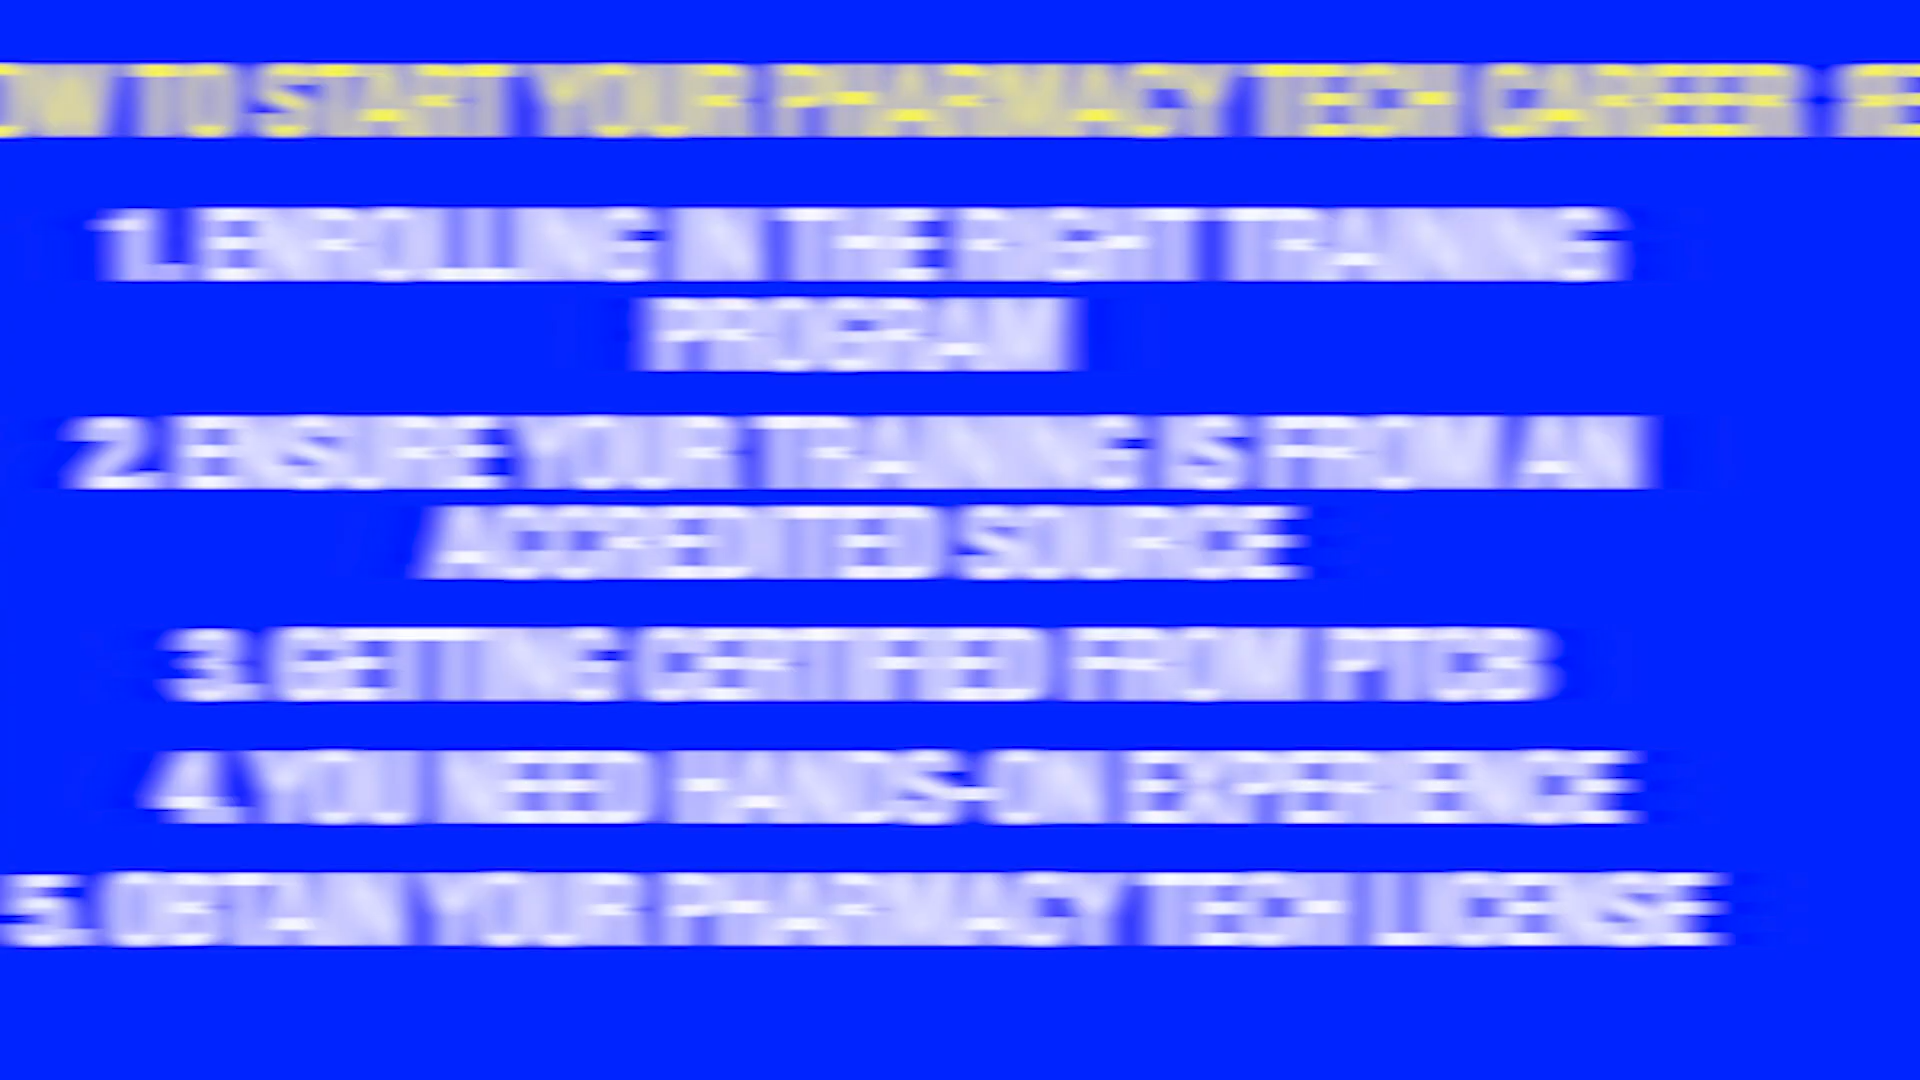 OW TO START YOUR PHARMACY TECH CAREER - RE
1. ENROLLING IN THE RIGHT TRAINING
PROGRAM
2. ENSURE YOUR TRAINING IS FROM AN
ACCREDITED SOURCE
3. GETTING CERTIFIED FROM PTCB
4. YOU NEED HANDS-ON EXPERIENCE
5. OBTAIN YOUR PHARMACY TECH LICENSE